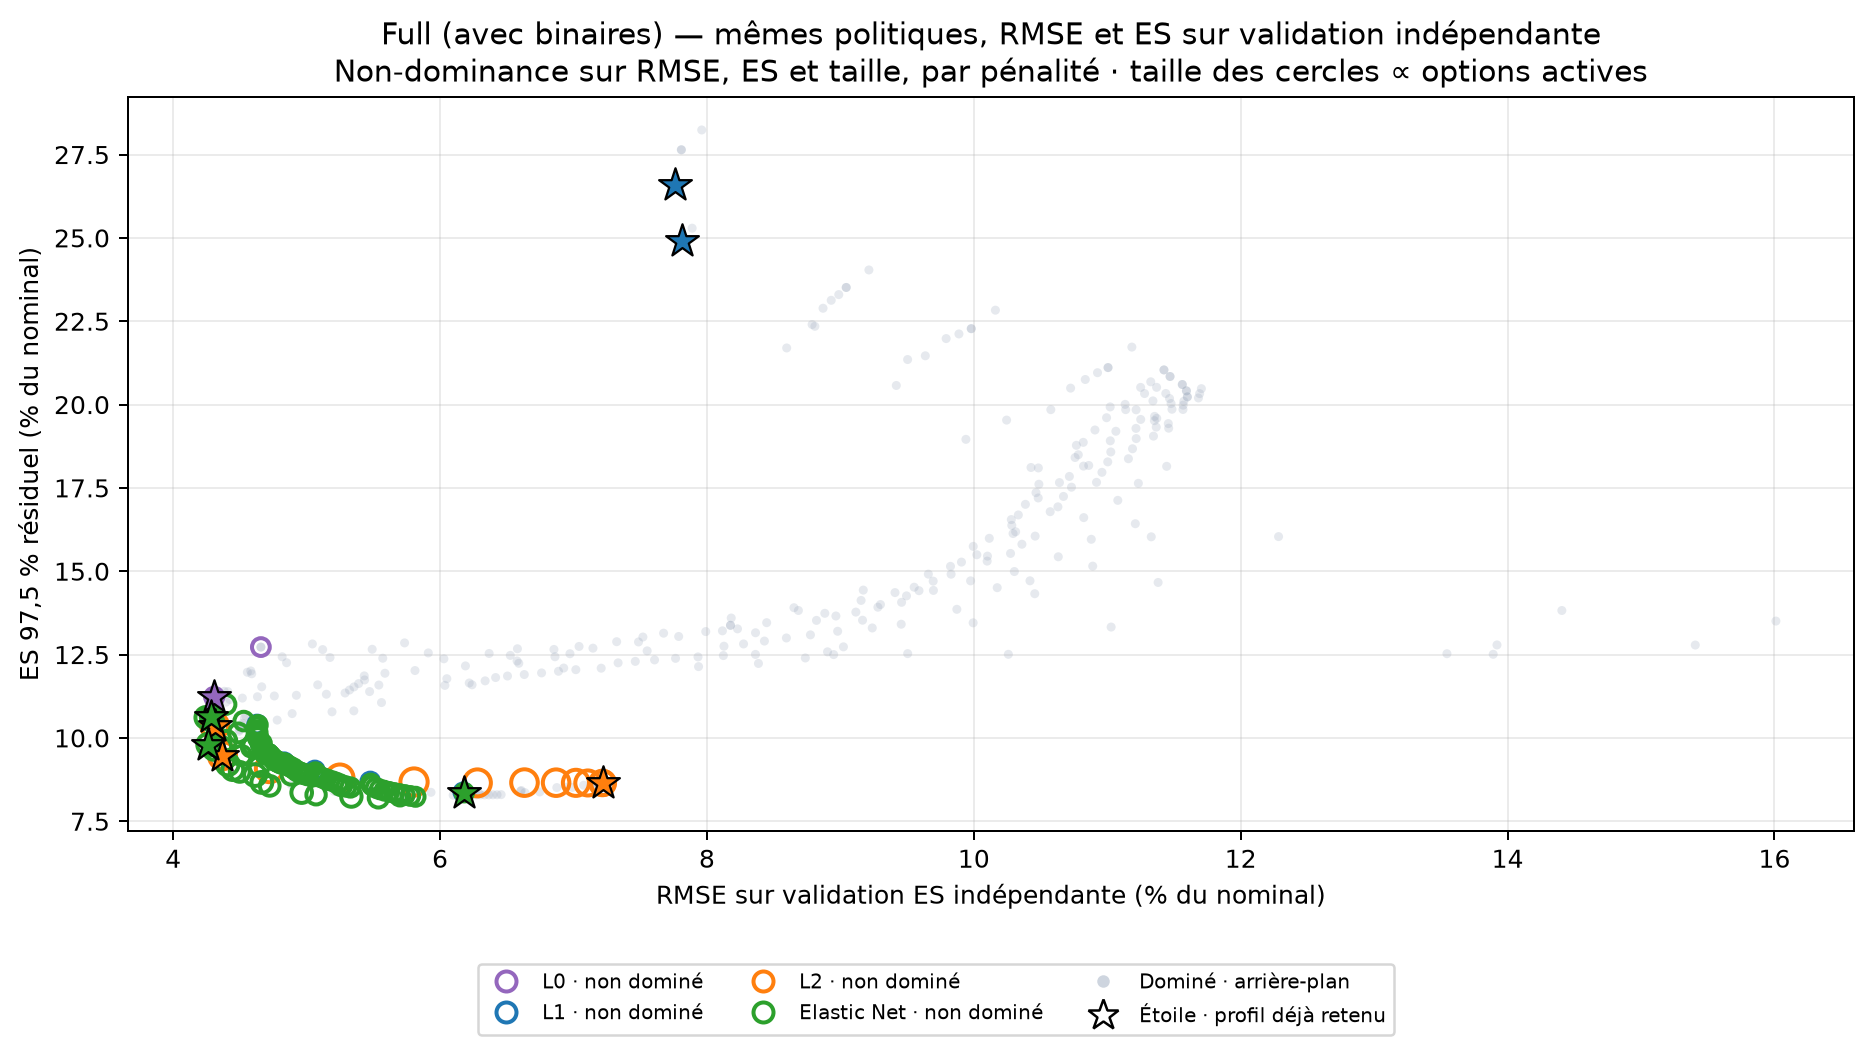 Full (avec binaires) — mêmes politiques, RMSE et ES sur validation indépendante
Non-dominance sur RMSE, ES et taille, par pénalité · taille des cercles ∝ options actives
ES 97,5 % résiduel (% du nominal)
27.5
25.0
22.5
20.0
17.5
15.0
12.5
10.0
7.5
4 6 8 10 12 14 16
RMSE sur validation ES indépendante (% du nominal)
L0 · non dominé
L1 · non dominé
L2 · non dominé
Elastic Net · non dominé
Dominé · arrière-plan
Étoile · profil déjà retenu